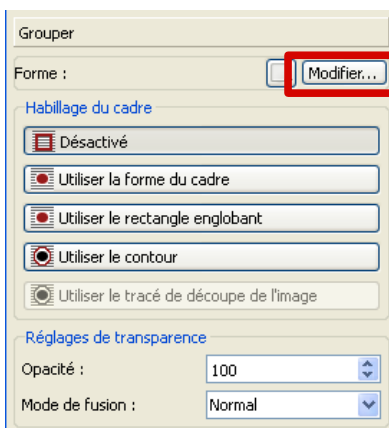 Grouper
Forme : Modifier...
Habillage du cadre
Désactivé
Utiliser la forme du cadre
Utiliser le rectangle englobant
Utiliser le contour
Utiliser le tracé de découpe de l'image
Réglages de transparence
Opacité : 100
Mode de fusion : Normal